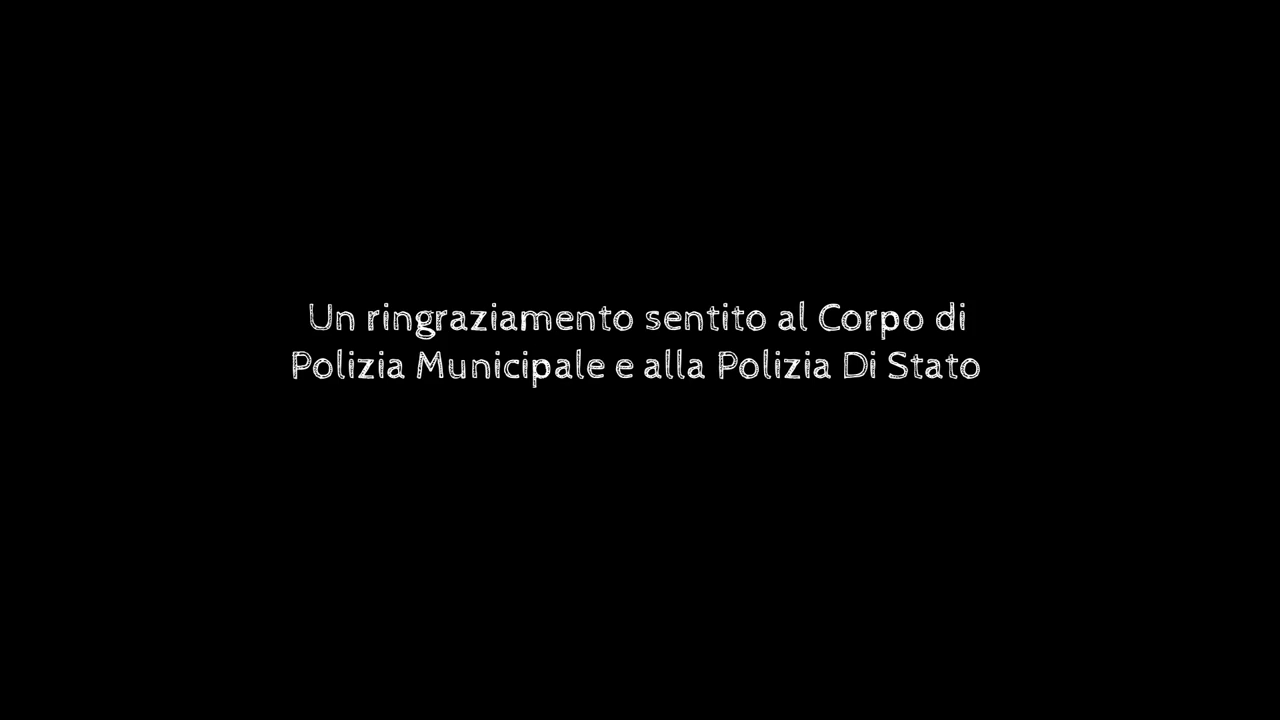 Un ringraziamento sentito al Corpo di
Polizia Municipale e alla Polizia Di Stato